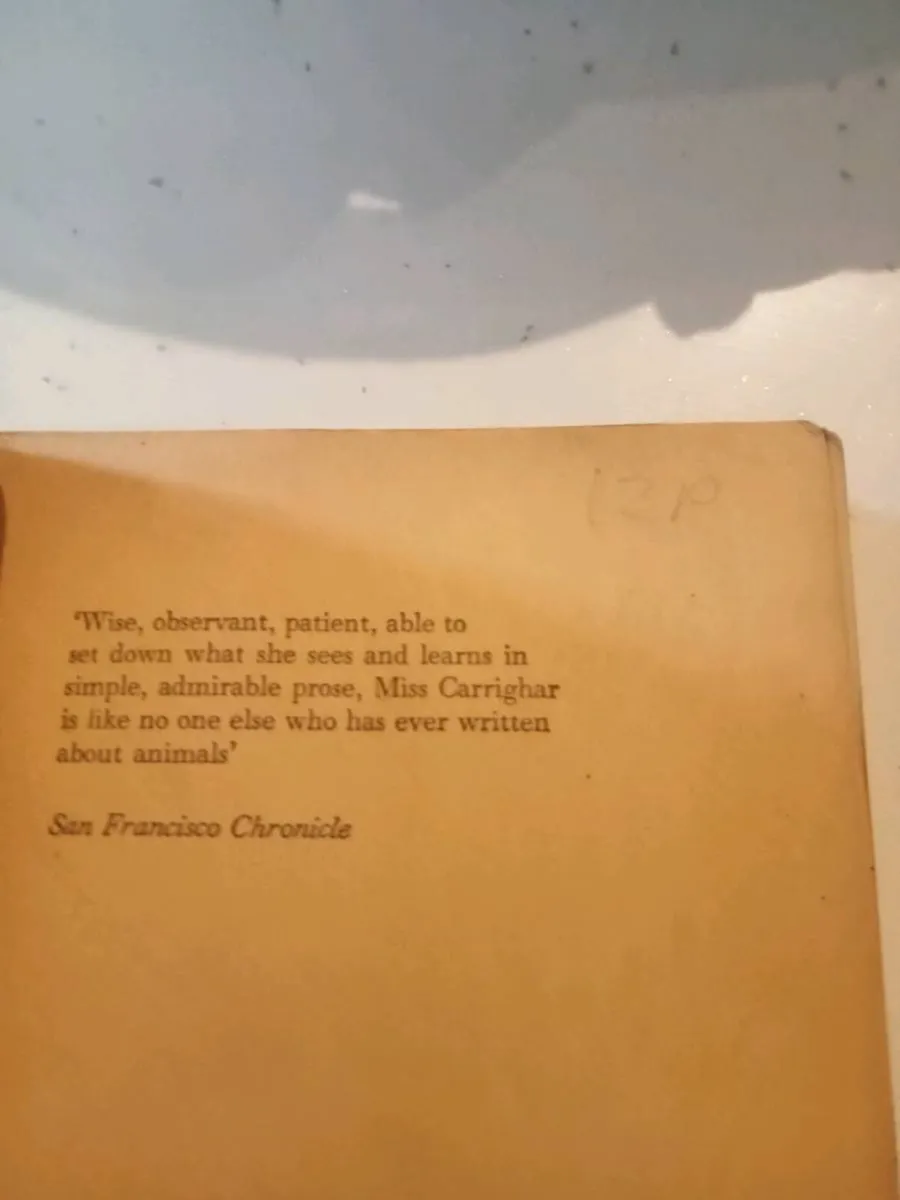 12P
‘Wise, observant, patient, able to
set down what she sees and learns in
simple, admirable prose, Miss Carrighar
is like no one else who has ever written
about animals’
San Francisco Chronicle